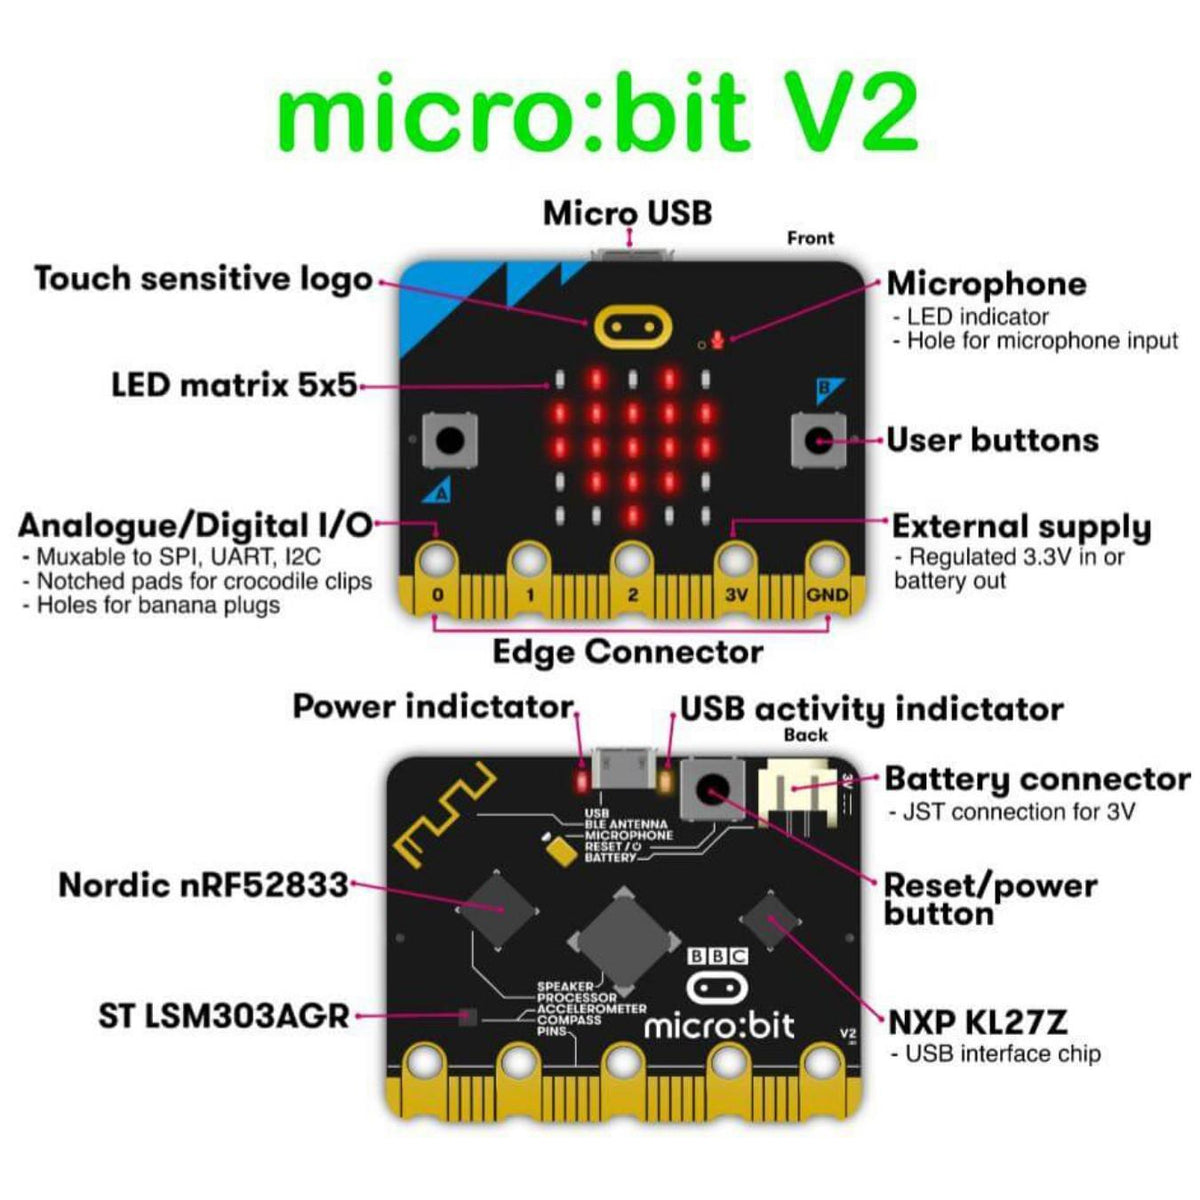 micro:bit V2
Micro USB
Front
Touch sensitive logo
Microphone
- LED indicator
- Hole for microphone input
LED matrix 5x5
B
User buttons
A
Analogue/Digital I/O
- Muxable to SPI, UART, I2C
- Notched pads for crocodile clips
- Holes for banana plugs
External supply
- Regulated 3.3V in or
battery out
0 1 2 3V GND
Edge Connector
Power indictator
USB activity indictator
Back
Battery connector
- JST connection for 3V
3V
USB
BLE ANTENNA
MICROPHONE
RESET/
BATTERY
Nordic nRF52833
Reset/power
button
BBC
SPEAKER
PROCESSOR
ACCELEROMETER
COMPASS
PINS
micro:bit
V2
ST LSM303AGR
NXP KL27Z
- USB interface chip